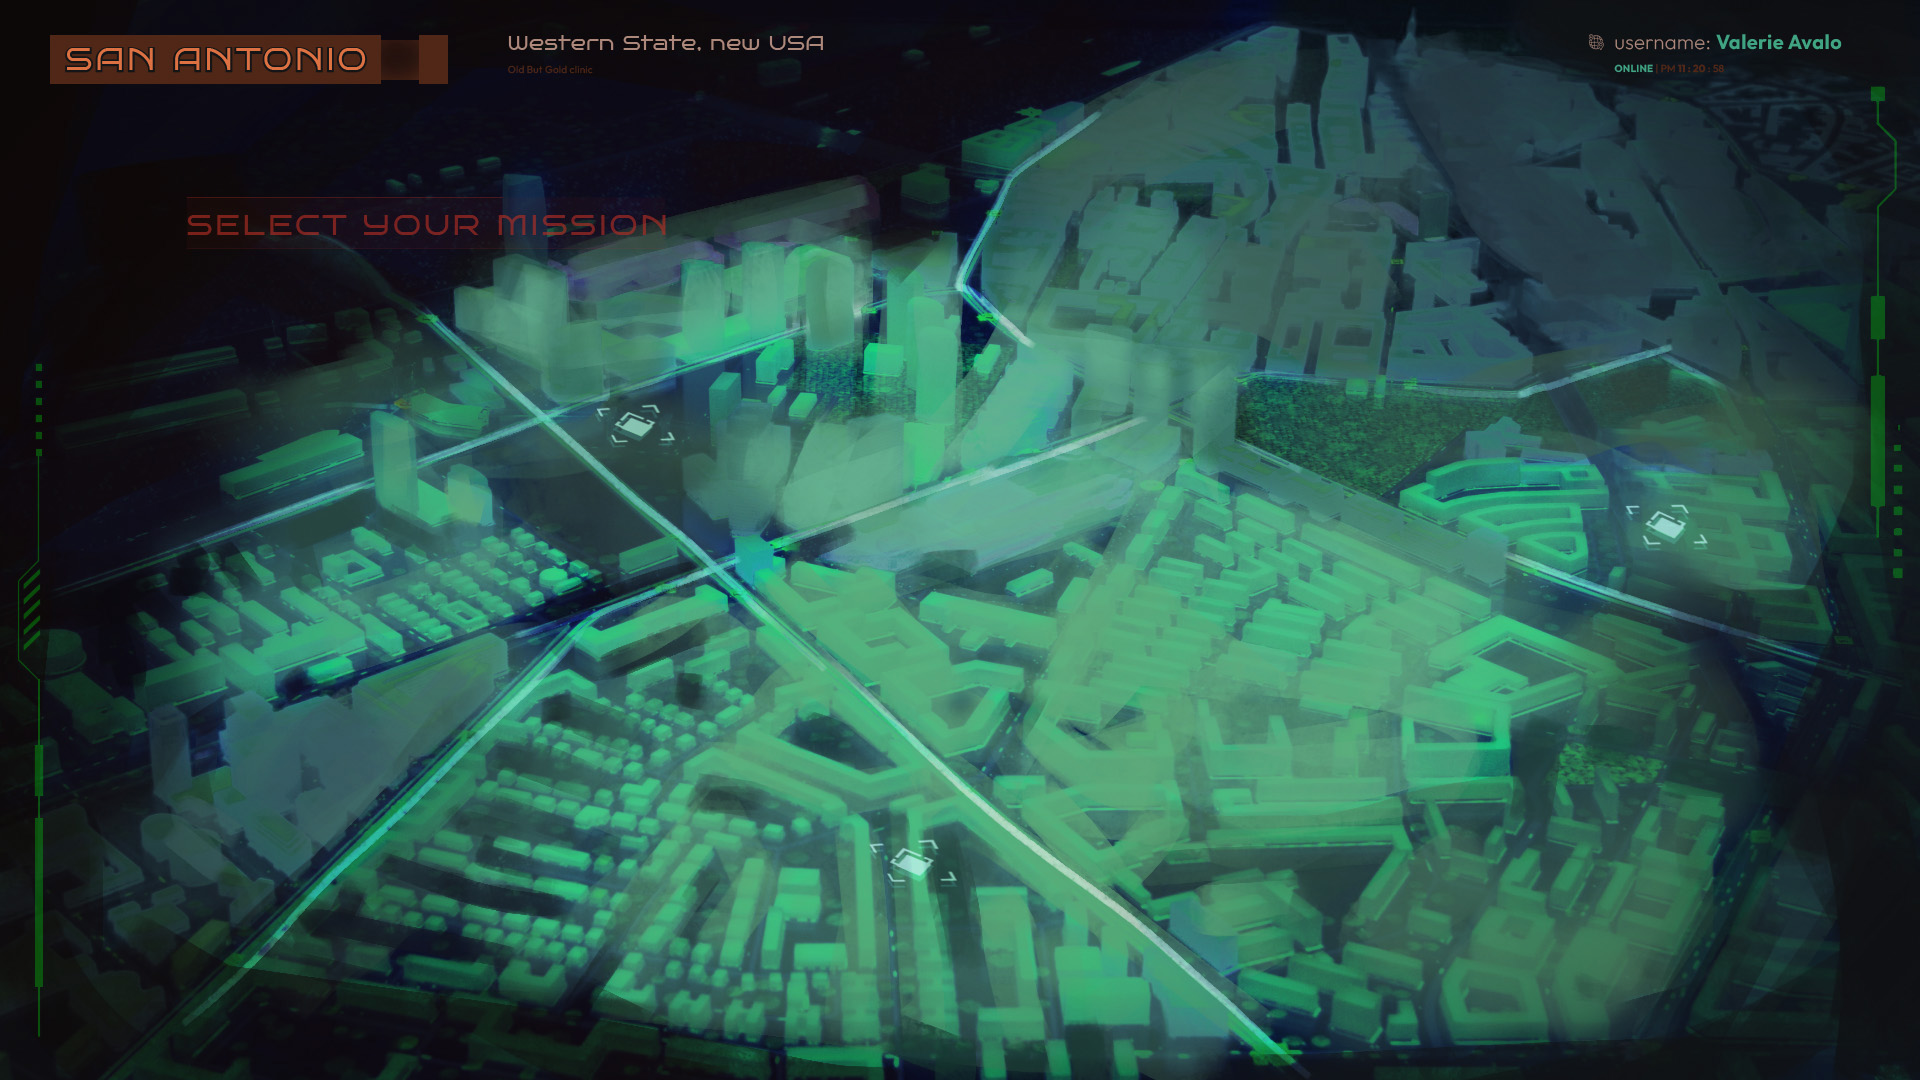 SAN ANTONIO
Western State, new USA
Old But Gold clinic
username: Valerie Avalo
ONLINE | PM 11 : 20 : 58
SELECT YOUR MISSION